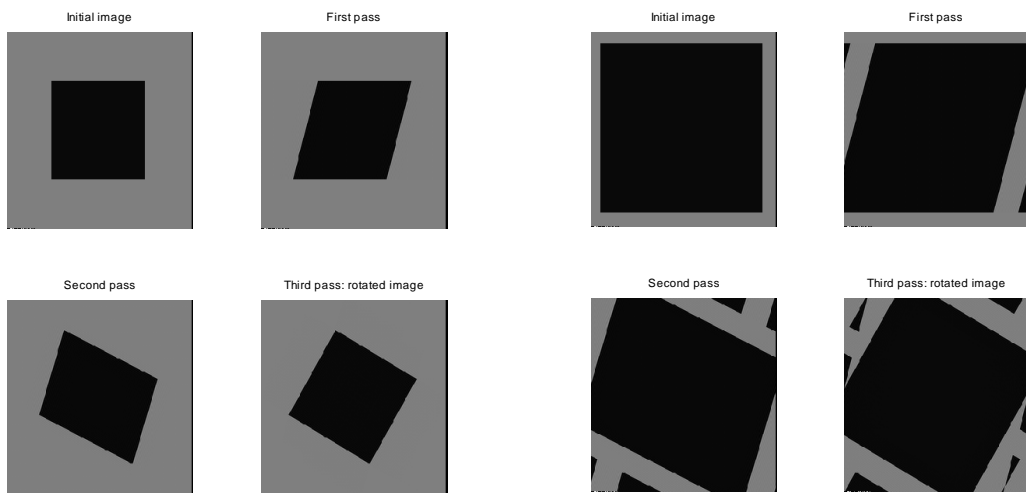 Initial image
First pass
Initial image
First pass
Second pass
Third pass: rotated image
Second pass
Third pass: rotated image